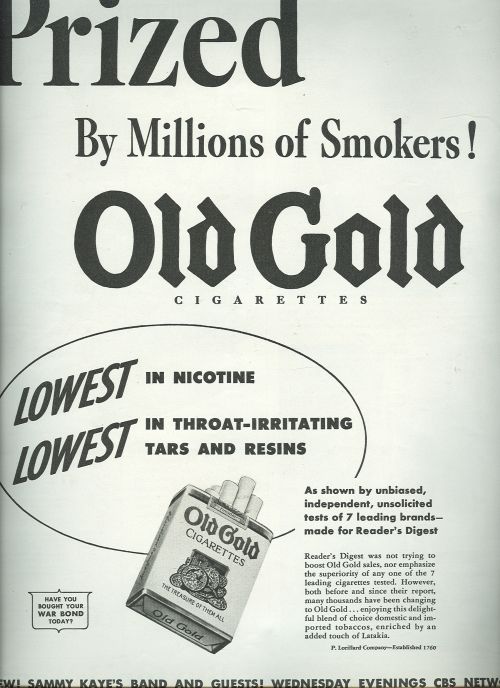 Prized
By Millions of Smokers!
Old Gold
CIGARETTES
LOWEST IN NICOTINE
LOWEST IN THROAT-IRRITATING
TARS AND RESINS
As shown by unbiased,
independent, unsolicited
tests of 7 leading brands—
made for Reader's Digest
Reader's Digest was not trying to
boost Old Gold sales, nor emphasize
the superiority of any one of the 7
leading cigarettes tested. However,
both before and since their report,
many thousands have been changing
to Old Gold . . . enjoying this delight-
ful blend of choice domestic and im-
ported tobaccos, enriched by an
added touch of Latakia.
P. Lorillard Company—Established 1760
Old Gold
CIGARETTES
THE TREASURE OF THEM ALL
Old Gold
HAVE YOU
BOUGHT YOUR
WAR BOND
TODAY?
EW! SAMMY KAYE'S BAND AND GUESTS! WEDNESDAY EVENINGS CBS NETW